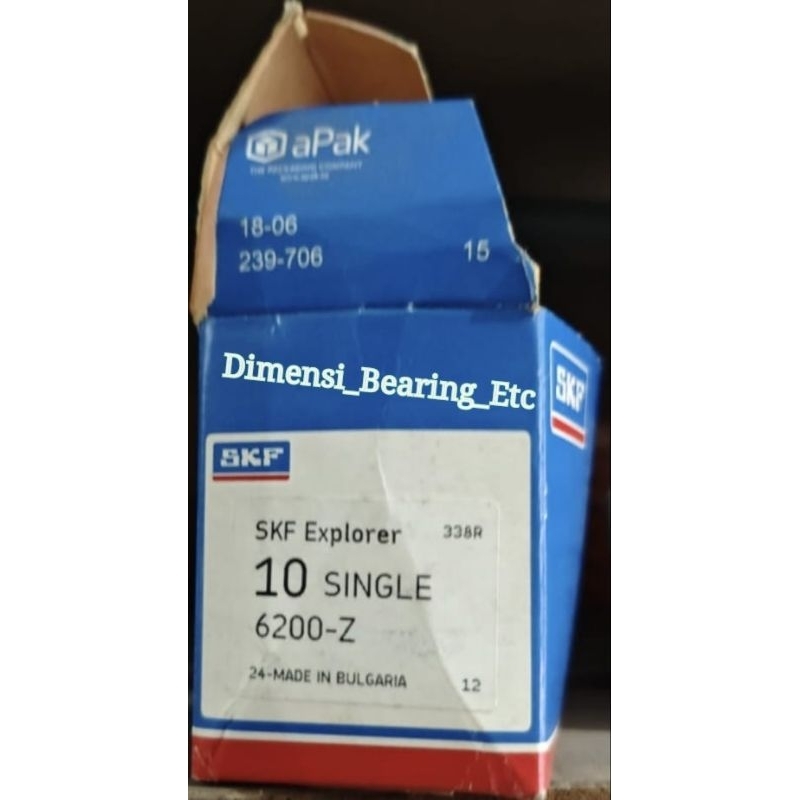 aPak
THE PACKAGING COMPANY
18-06
239-706 15
Dimensi_Bearing_Etc
SKF
SKF
SKF Explorer 338R
10 SINGLE
6200-Z
24-MADE IN BULGARIA 12